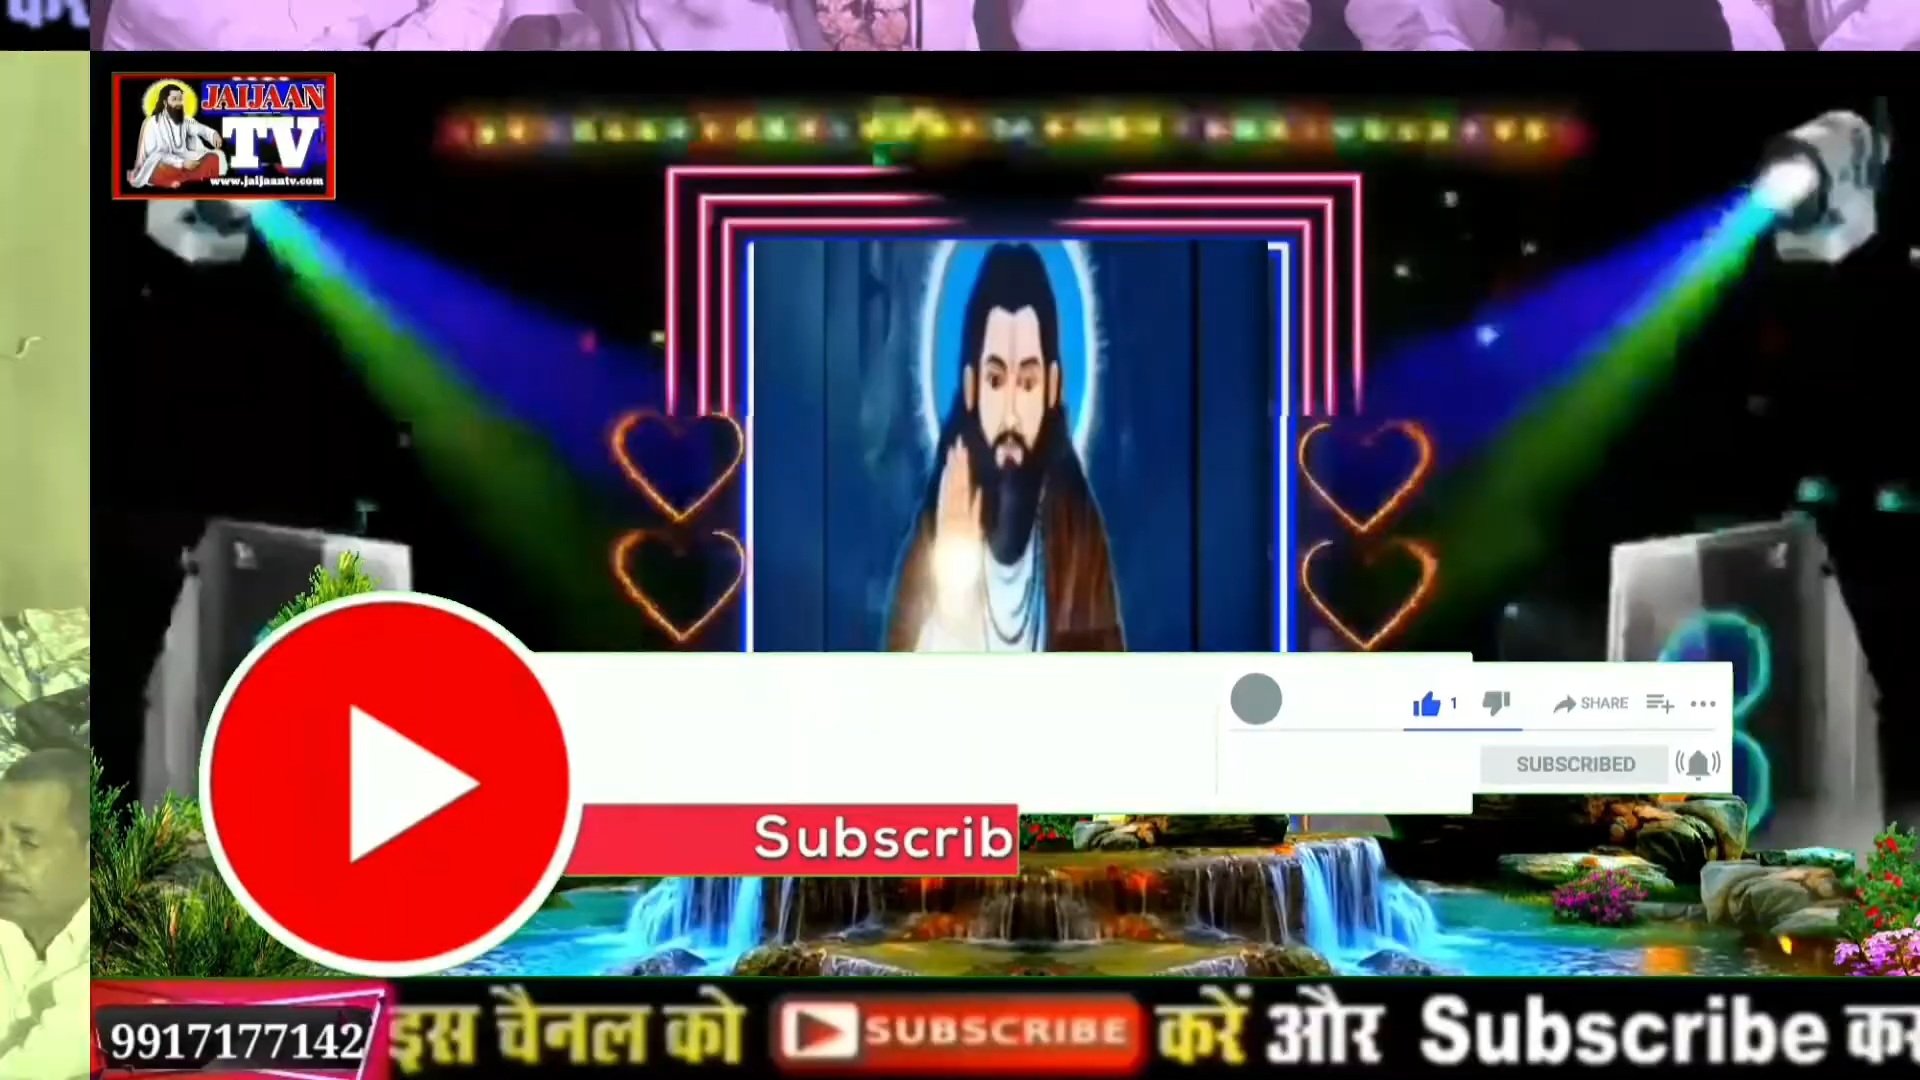 JAIJAAN
TV
www.jaijaantv.com
1
SHARE
SUBSCRIBED
Subscrib
9917177142 इस चैनल को SUBSCRIBE करें और Subscribe